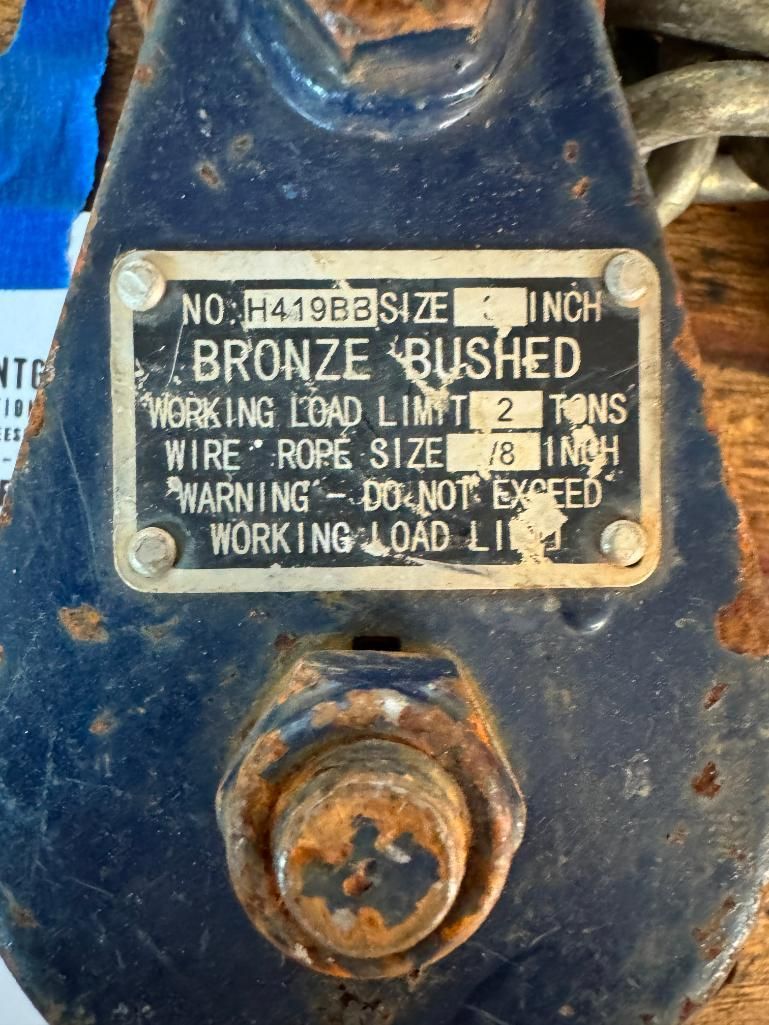 NO. H419BB SIZE INCH
BRONZE BUSHED
WORKING LOAD LIMIT 2 TONS
WIRE ROPE SIZE /8 INCH
WARNING - DO NOT EXCEED
WORKING LOAD